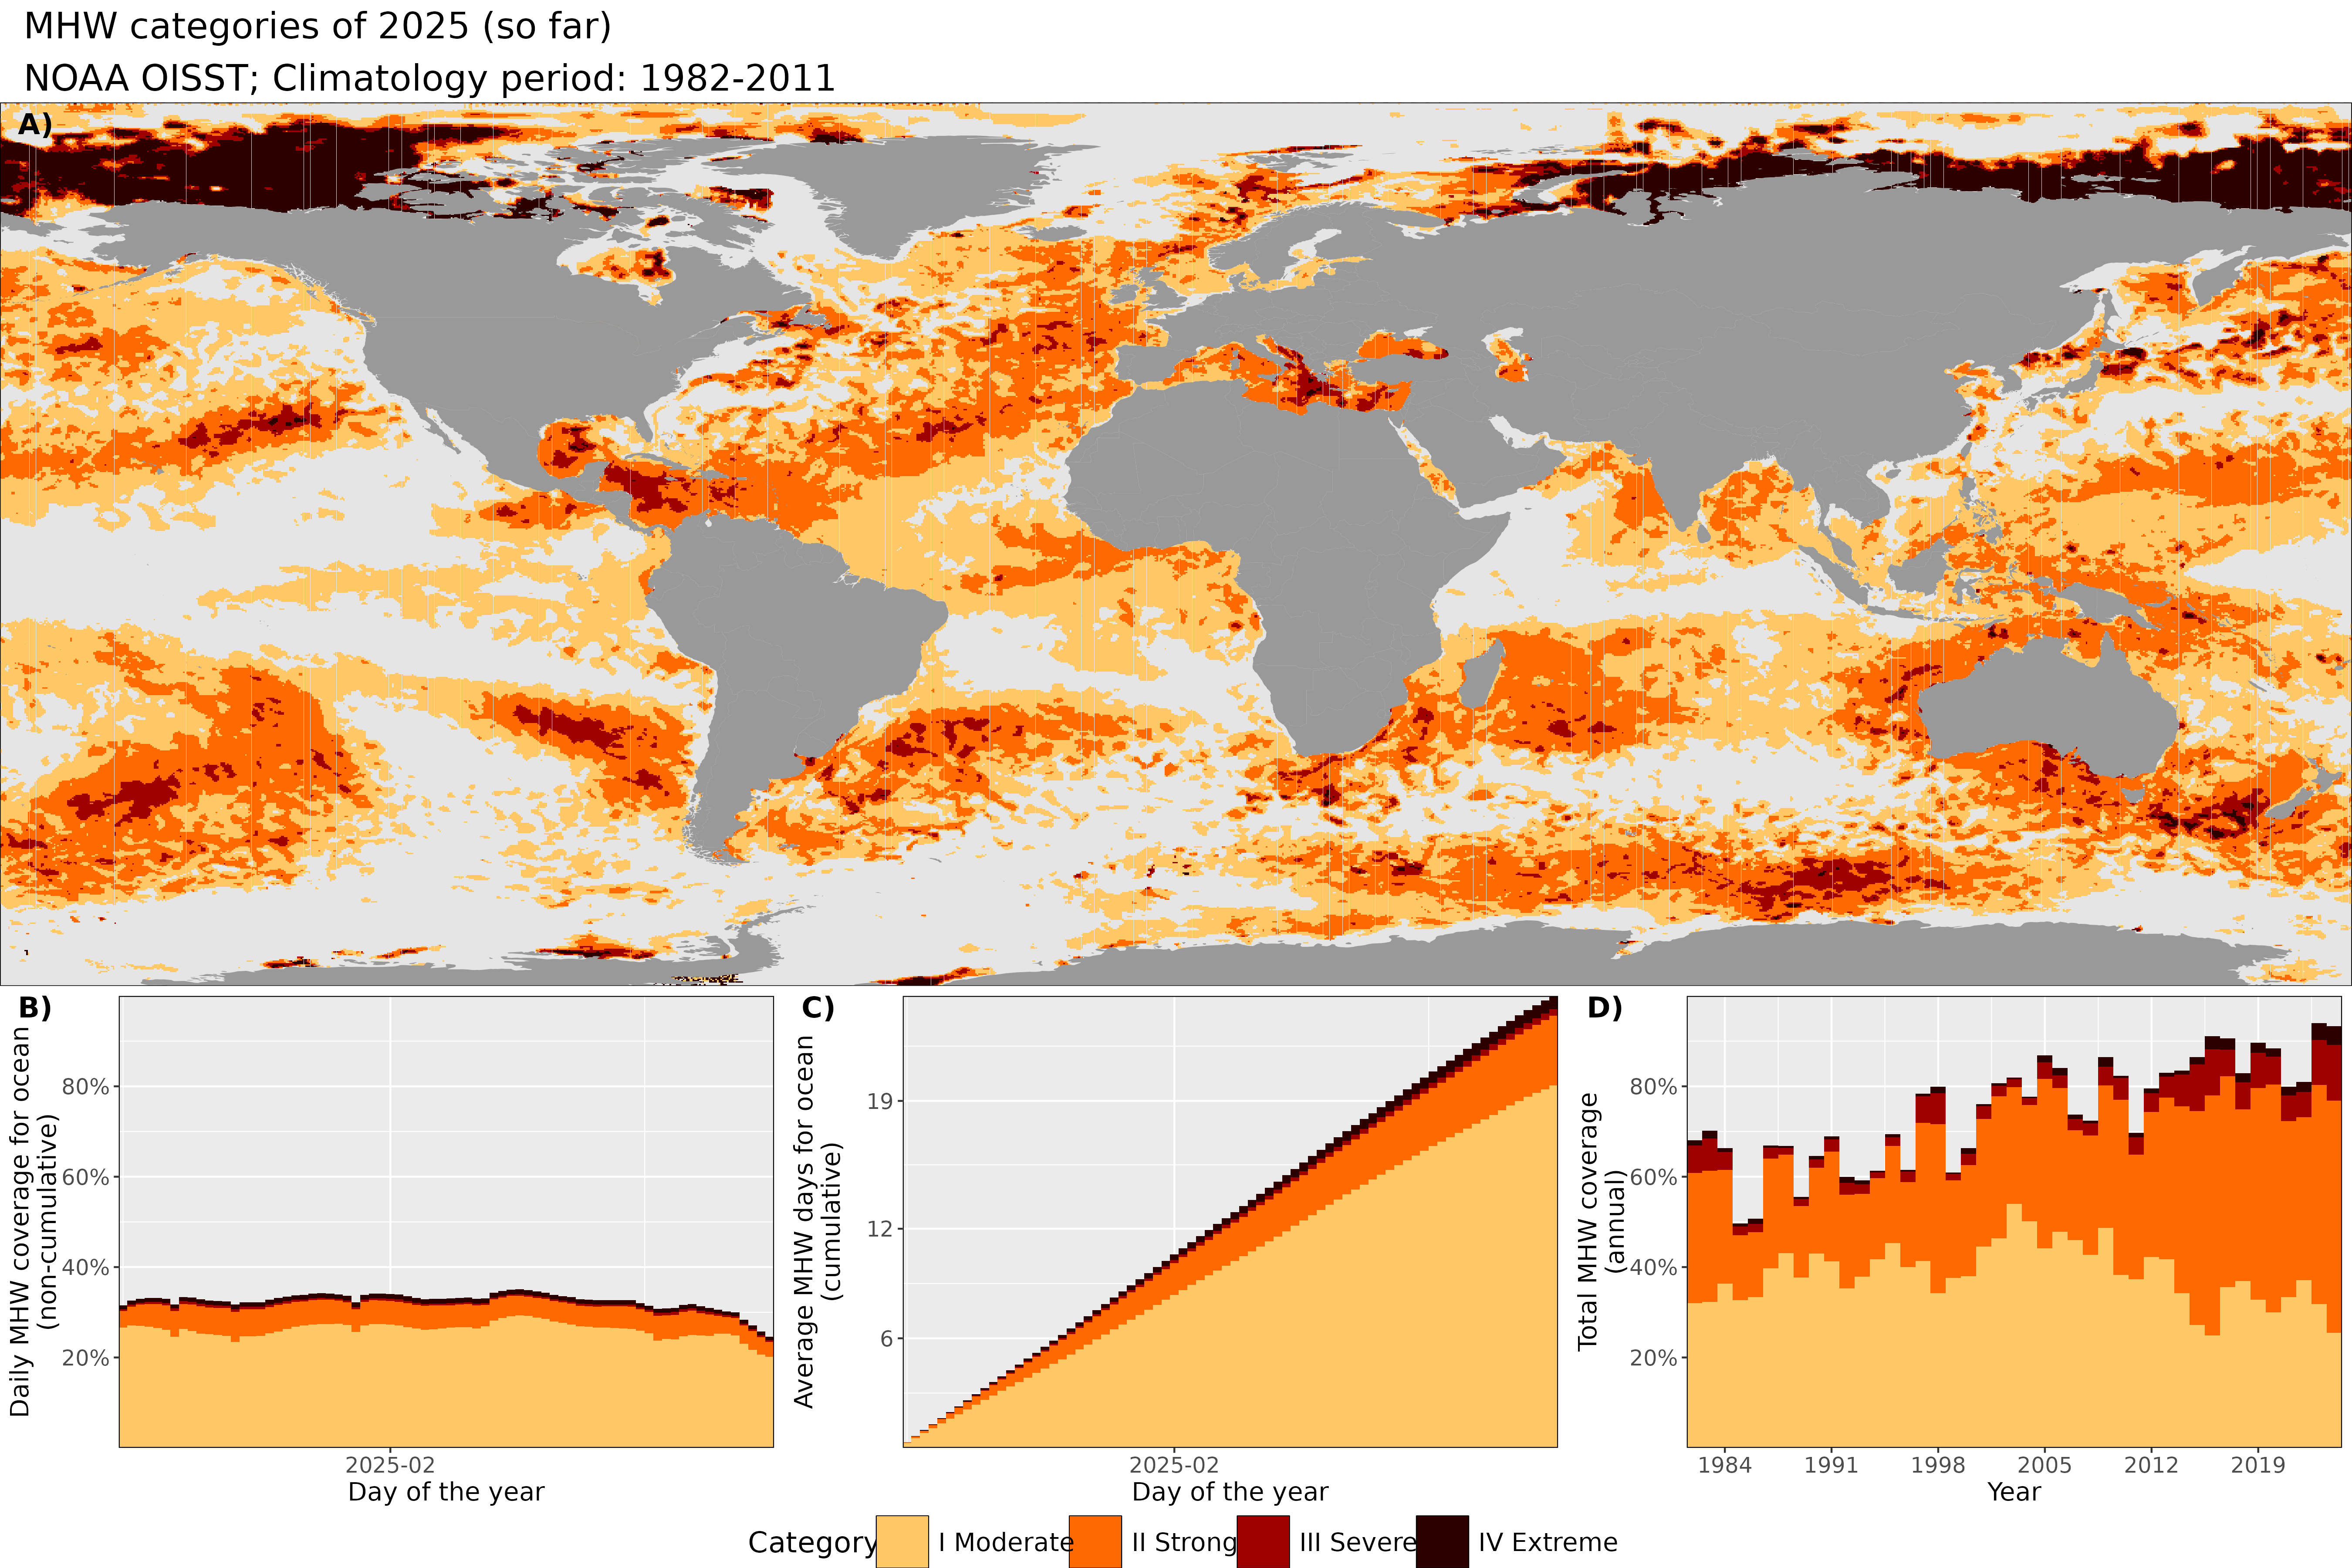 MHW categories of 2025 (so far)
NOAA OISST; Climatology period: 1982-2011
A)
B)
Daily MHW coverage for ocean
(non-cumulative)
80%
60%
40%
20%
2025-02
Day of the year
C)
Average MHW days for ocean
(cumulative)
19
12
6
2025-02
Day of the year
D)
Total MHW coverage
(annual)
80%
60%
40%
20%
1984 1991 1998 2005 2012 2019
Year
Category I Moderate II Strong III Severe IV Extreme